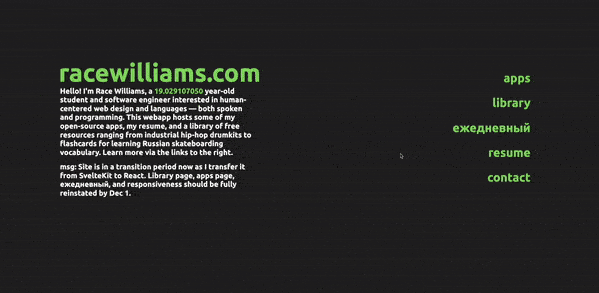 racewilliams.com
Hello! I'm Race Williams, a 19.029107050 year-old
student and software engineer interested in human-
centered web design and languages — both spoken
and programming. This webapp hosts some of my
open-source apps, my resume, and a library of free
resources ranging from industrial hip-hop drumkits to
flashcards for learning Russian skateboarding
vocabulary. Learn more via the links to the right.
msg: Site is in a transition period now as I transfer it
from SvelteKit to React. Library page, apps page,
ежедневный, and responsiveness should be fully
reinstated by Dec 1.
apps
library
ежедневный
resume
contact